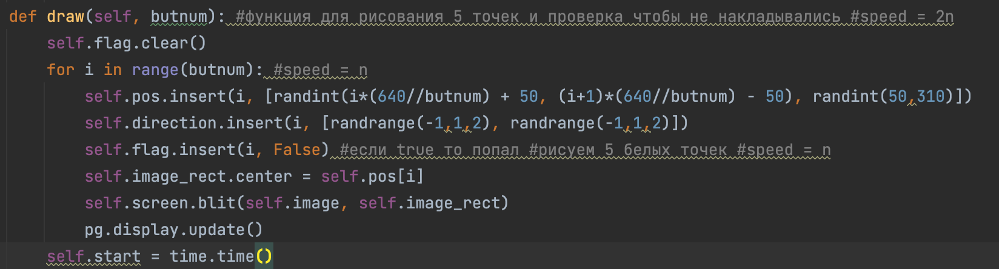 def draw(self, butnum): #функция для рисования 5 точек и проверка чтобы не накладывались #speed = 2n
    self.flag.clear()
    for i in range(butnum): #speed = n
        self.pos.insert(i, [randint(i*(640//butnum) + 50, (i+1)*(640//butnum) - 50), randint(50,310)])
        self.direction.insert(i, [randrange(-1,1,2), randrange(-1,1,2)])
        self.flag.insert(i, False) #если true то попал #рисуем 5 белых точек #speed = n
        self.image_rect.center = self.pos[i]
        self.screen.blit(self.image, self.image_rect)
        pg.display.update()
    self.start = time.time()